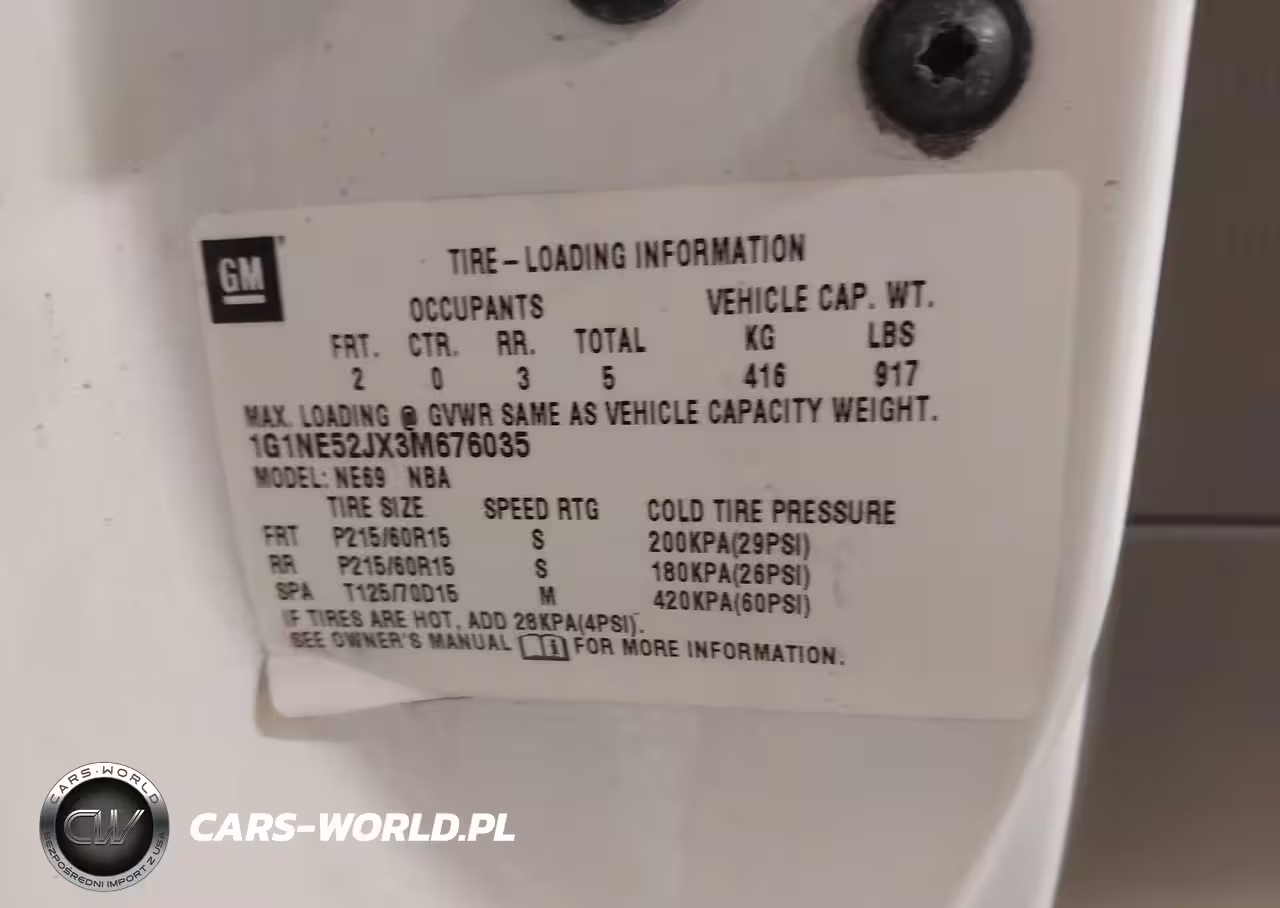 GM
TIRE – LOADING INFORMATION
OCCUPANTS VEHICLE CAP. WT.
FRT. CTR. RR. TOTAL KG LBS
2 0 3 5 416 917
MAX. LOADING @ GVWR SAME AS VEHICLE CAPACITY WEIGHT.
1G1NE52JX3M676035
MODEL: NE69 NBA
TIRE SIZE SPEED RTG COLD TIRE PRESSURE
FRT P215/60R15 S 200KPA(29PSI)
RR P215/60R15 S 180KPA(26PSI)
SPA T125/70D15 M 420KPA(60PSI)
IF TIRES ARE HOT, ADD 28KPA(4PSI).
SEE OWNER'S MANUAL FOR MORE INFORMATION.
CARS-WORLD
CW
BEZPOŚREDNI IMPORT Z USA
CARS-WORLD.PL